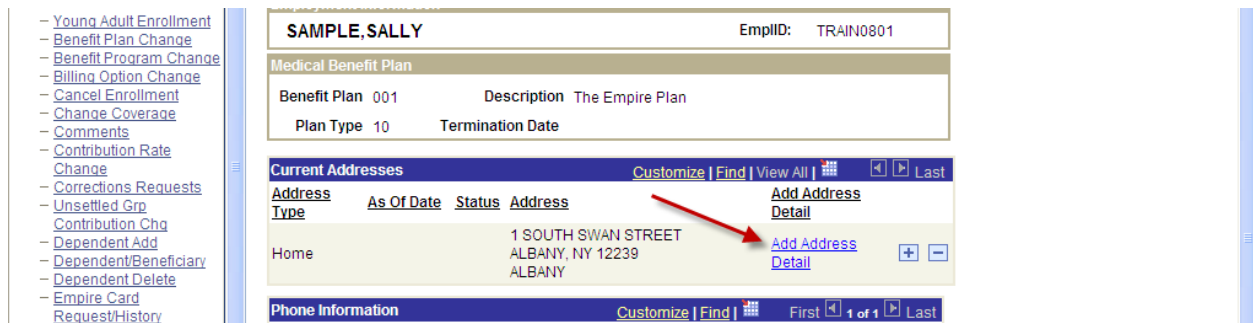 Employment Information
– Young Adult Enrollment
– Benefit Plan Change
– Benefit Program Change
– Billing Option Change
– Cancel Enrollment
– Change Coverage
– Comments
– Contribution Rate
Change
– Corrections Requests
– Unsettled Grp
Contribution Chg
– Dependent Add
– Dependent/Beneficiary
– Dependent Delete
– Empire Card
Request/History
SAMPLE,SALLY EmplID: TRAIN0801
Medical Benefit Plan
Benefit Plan 001 Description The Empire Plan
Plan Type 10 Termination Date
Current Addresses Customize | Find | View All | Last
Address
Type As Of Date Status Address Add Address
Detail
Home
1 SOUTH SWAN STREET
ALBANY, NY 12239
ALBANY
Add Address
Detail
Phone Information Customize | Find | First 1 of 1 Last